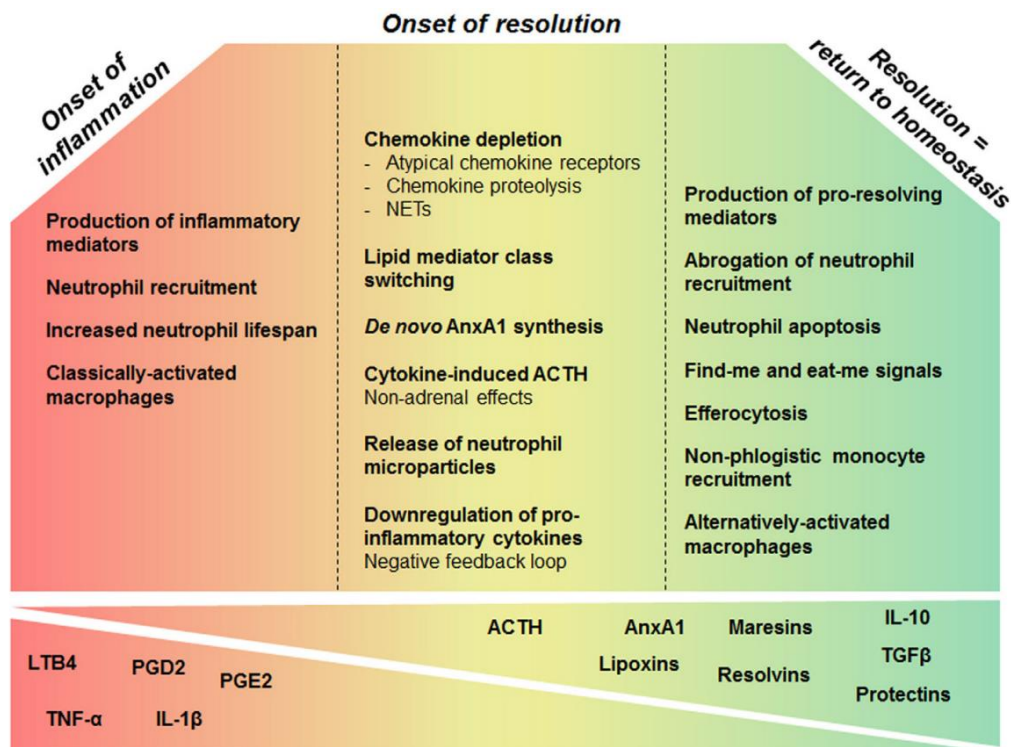 Onset of resolution
Onset of
inflammation
Resolution =
return to homeostasis
Production of inflammatory
mediators
Neutrophil recruitment
Increased neutrophil lifespan
Classically-activated
macrophages
Chemokine depletion
- Atypical chemokine receptors
- Chemokine proteolysis
- NETs
Lipid mediator class
switching
De novo AnxA1 synthesis
Cytokine-induced ACTH
Non-adrenal effects
Release of neutrophil
microparticles
Downregulation of pro-
inflammatory cytokines
Negative feedback loop
Production of pro-resolving
mediators
Abrogation of neutrophil
recruitment
Neutrophil apoptosis
Find-me and eat-me signals
Efferocytosis
Non-phlogistic monocyte
recruitment
Alternatively-activated
macrophages
LTB4
PGD2
PGE2
TNF-α
IL-1β
ACTH
AnxA1
Lipoxins
Maresins
Resolvins
IL-10
TGFβ
Protectins